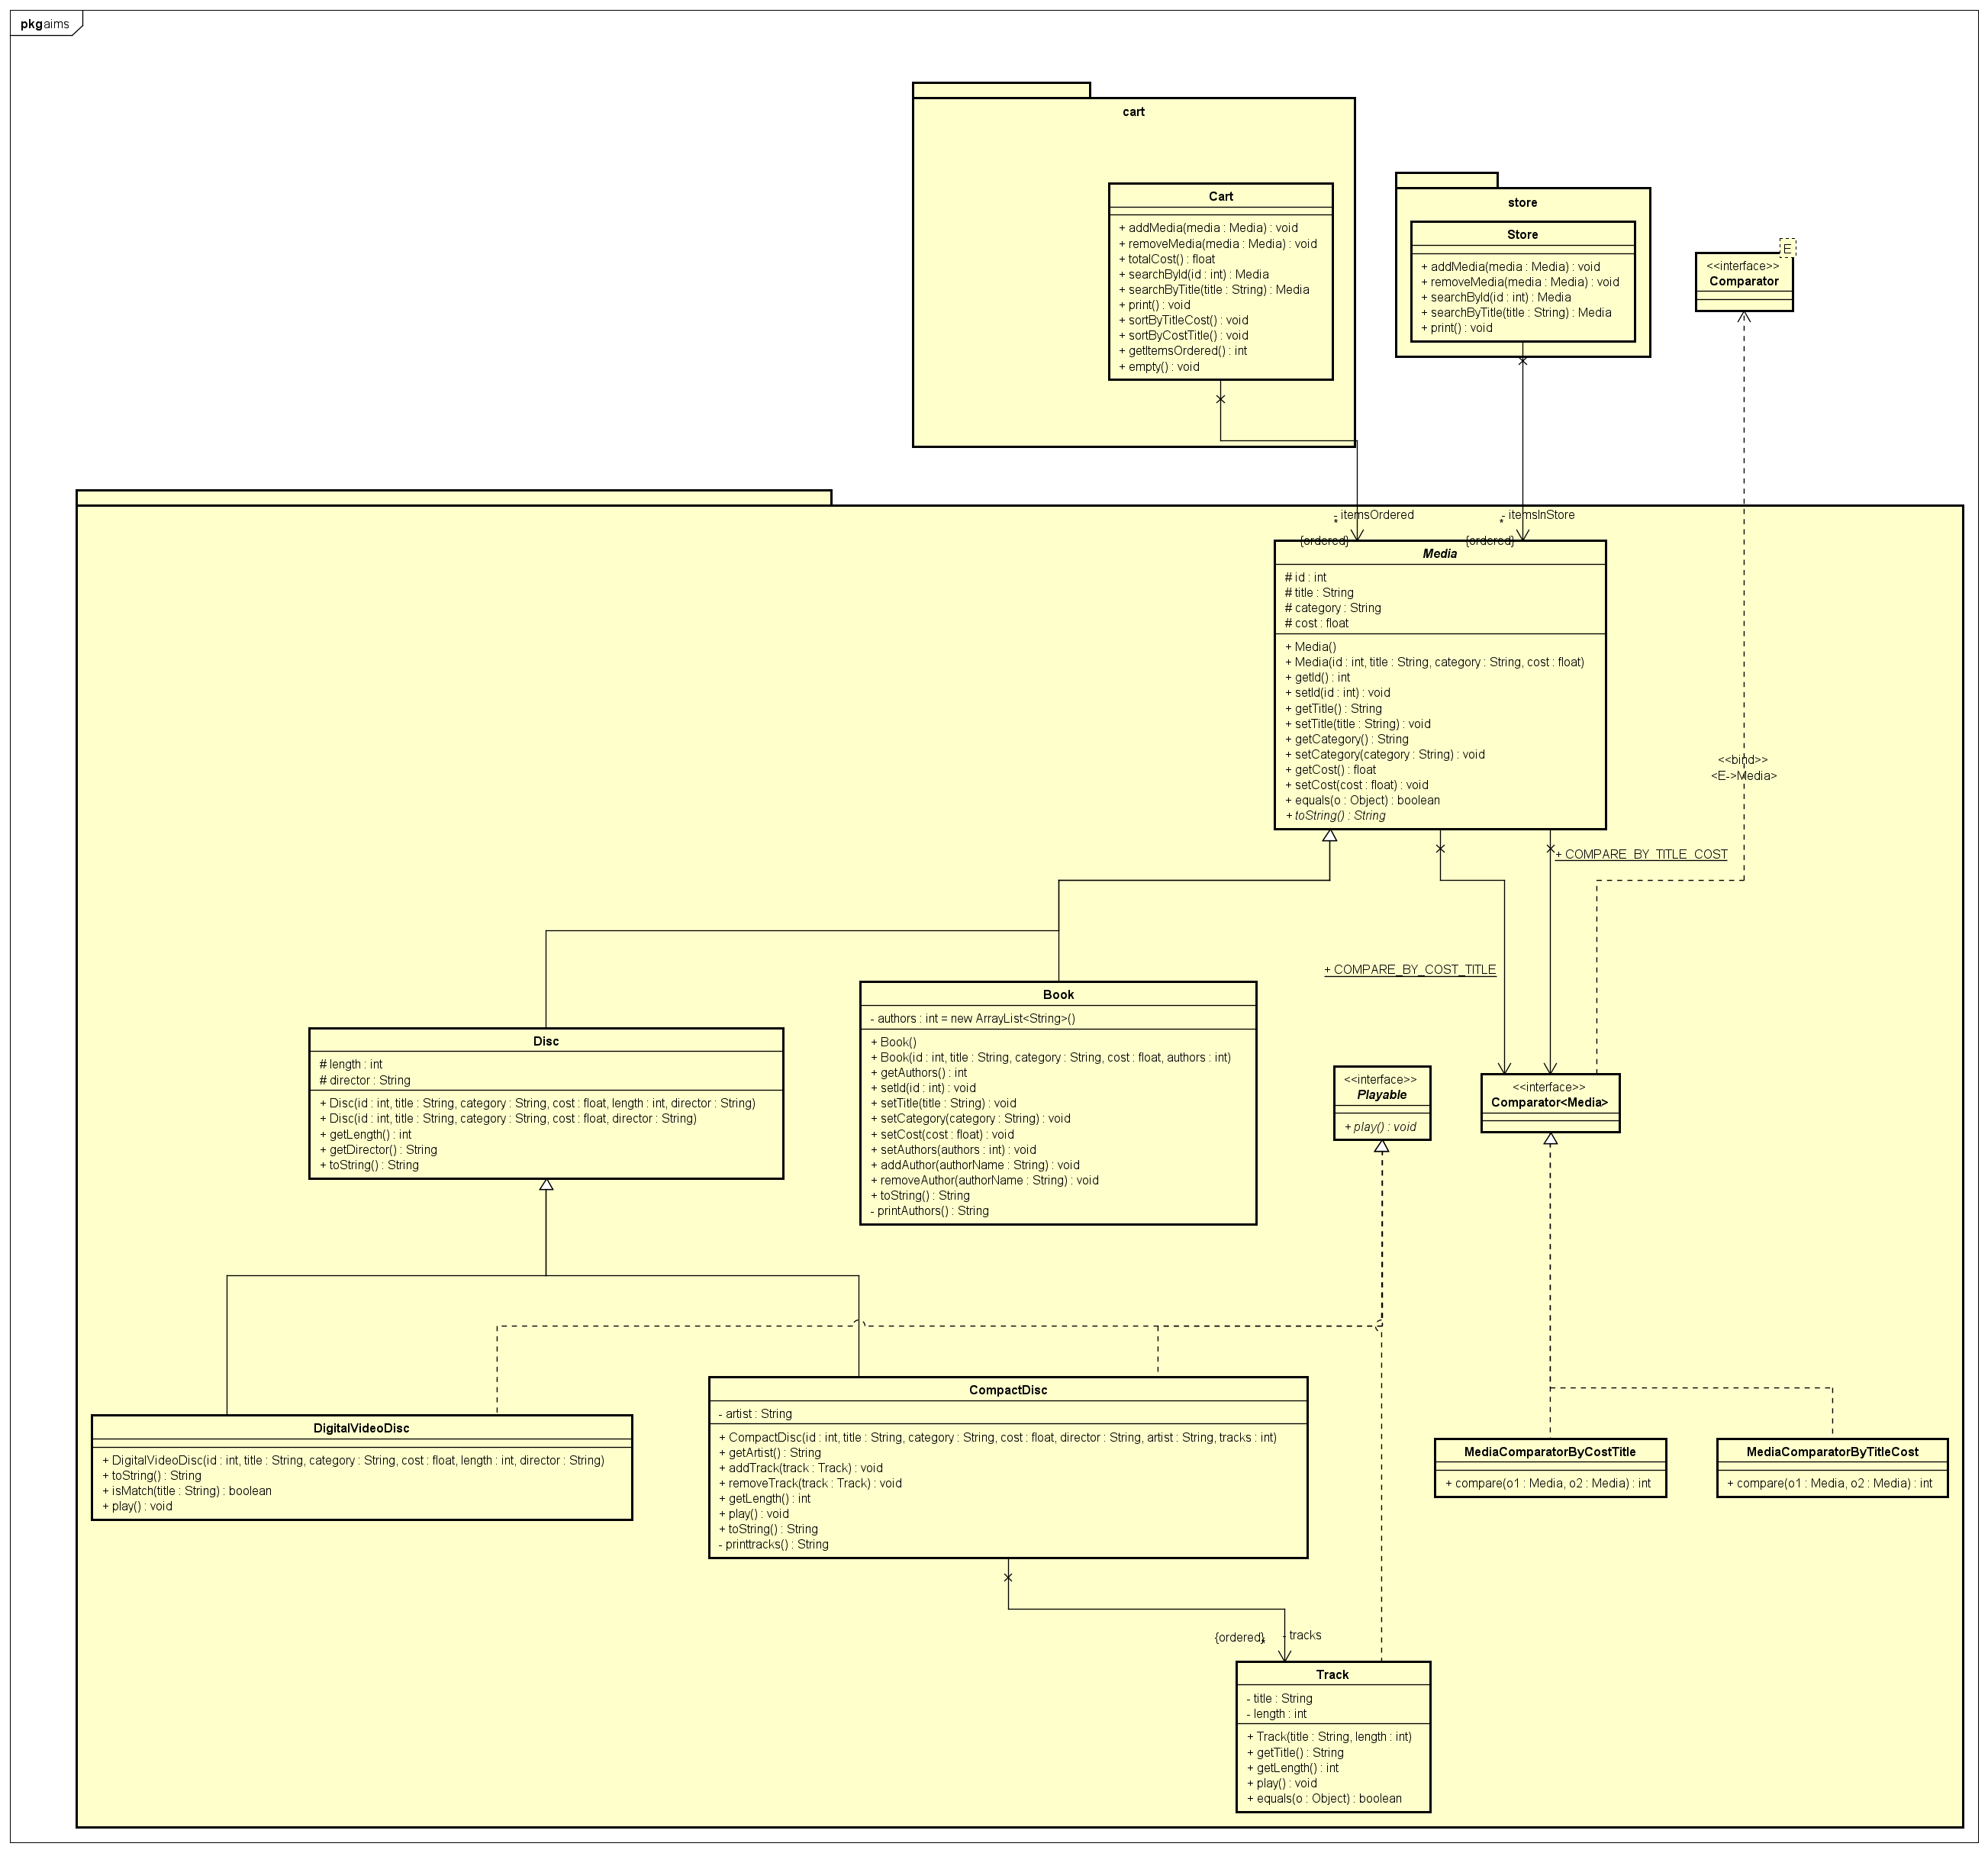 pkg aims
cart
Cart
+ addMedia(media : Media) : void
+ removeMedia(media : Media) : void
+ totalCost() : float
+ searchById(id : int) : Media
+ searchByTitle(title : String) : Media
+ print() : void
+ sortByTitleCost() : void
+ sortByCostTitle() : void
+ getItemsOrdered() : int
+ empty() : void
store
Store
+ addMedia(media : Media) : void
+ removeMedia(media : Media) : void
+ searchById(id : int) : Media
+ searchByTitle(title : String) : Media
+ print() : void
E
<<interface>>
Comparator
- itemsOrdered
*
{ordered}
- itemsInStore
*
{ordered}
Media
# id : int
# title : String
# category : String
# cost : float
+ Media()
+ Media(id : int, title : String, category : String, cost : float)
+ getId() : int
+ setId(id : int) : void
+ getTitle() : String
+ setTitle(title : String) : void
+ getCategory() : String
+ setCategory(category : String) : void
+ getCost() : float
+ setCost(cost : float) : void
+ equals(o : Object) : boolean
+ toString() : String
<<bind>>
<E->Media>
+ COMPARE_BY_TITLE_COST
+ COMPARE_BY_COST_TITLE
Disc
# length : int
# director : String
+ Disc(id : int, title : String, category : String, cost : float, length : int, director : String)
+ Disc(id : int, title : String, category : String, cost : float, director : String)
+ getLength() : int
+ getDirector() : String
+ toString() : String
Book
- authors : int = new ArrayList<String>()
+ Book()
+ Book(id : int, title : String, category : String, cost : float, authors : int)
+ getAuthors() : int
+ setId(id : int) : void
+ setTitle(title : String) : void
+ setCategory(category : String) : void
+ setCost(cost : float) : void
+ setAuthors(authors : int) : void
+ addAuthor(authorName : String) : void
+ removeAuthor(authorName : String) : void
+ toString() : String
- printAuthors() : String
<<interface>>
Playable
+ play() : void
<<interface>>
Comparator<Media>
DigitalVideoDisc
+ DigitalVideoDisc(id : int, title : String, category : String, cost : float, length : int, director : String)
+ toString() : String
+ isMatch(title : String) : boolean
+ play() : void
CompactDisc
- artist : String
+ CompactDisc(id : int, title : String, category : String, cost : float, director : String, artist : String, tracks : int)
+ getArtist() : String
+ addTrack(track : Track) : void
+ removeTrack(track : Track) : void
+ getLength() : int
+ play() : void
+ toString() : String
- printtracks() : String
MediaComparatorByCostTitle
+ compare(o1 : Media, o2 : Media) : int
MediaComparatorByTitleCost
+ compare(o1 : Media, o2 : Media) : int
{ordered}
*
- tracks
Track
- title : String
- length : int
+ Track(title : String, length : int)
+ getTitle() : String
+ getLength() : int
+ play() : void
+ equals(o : Object) : boolean